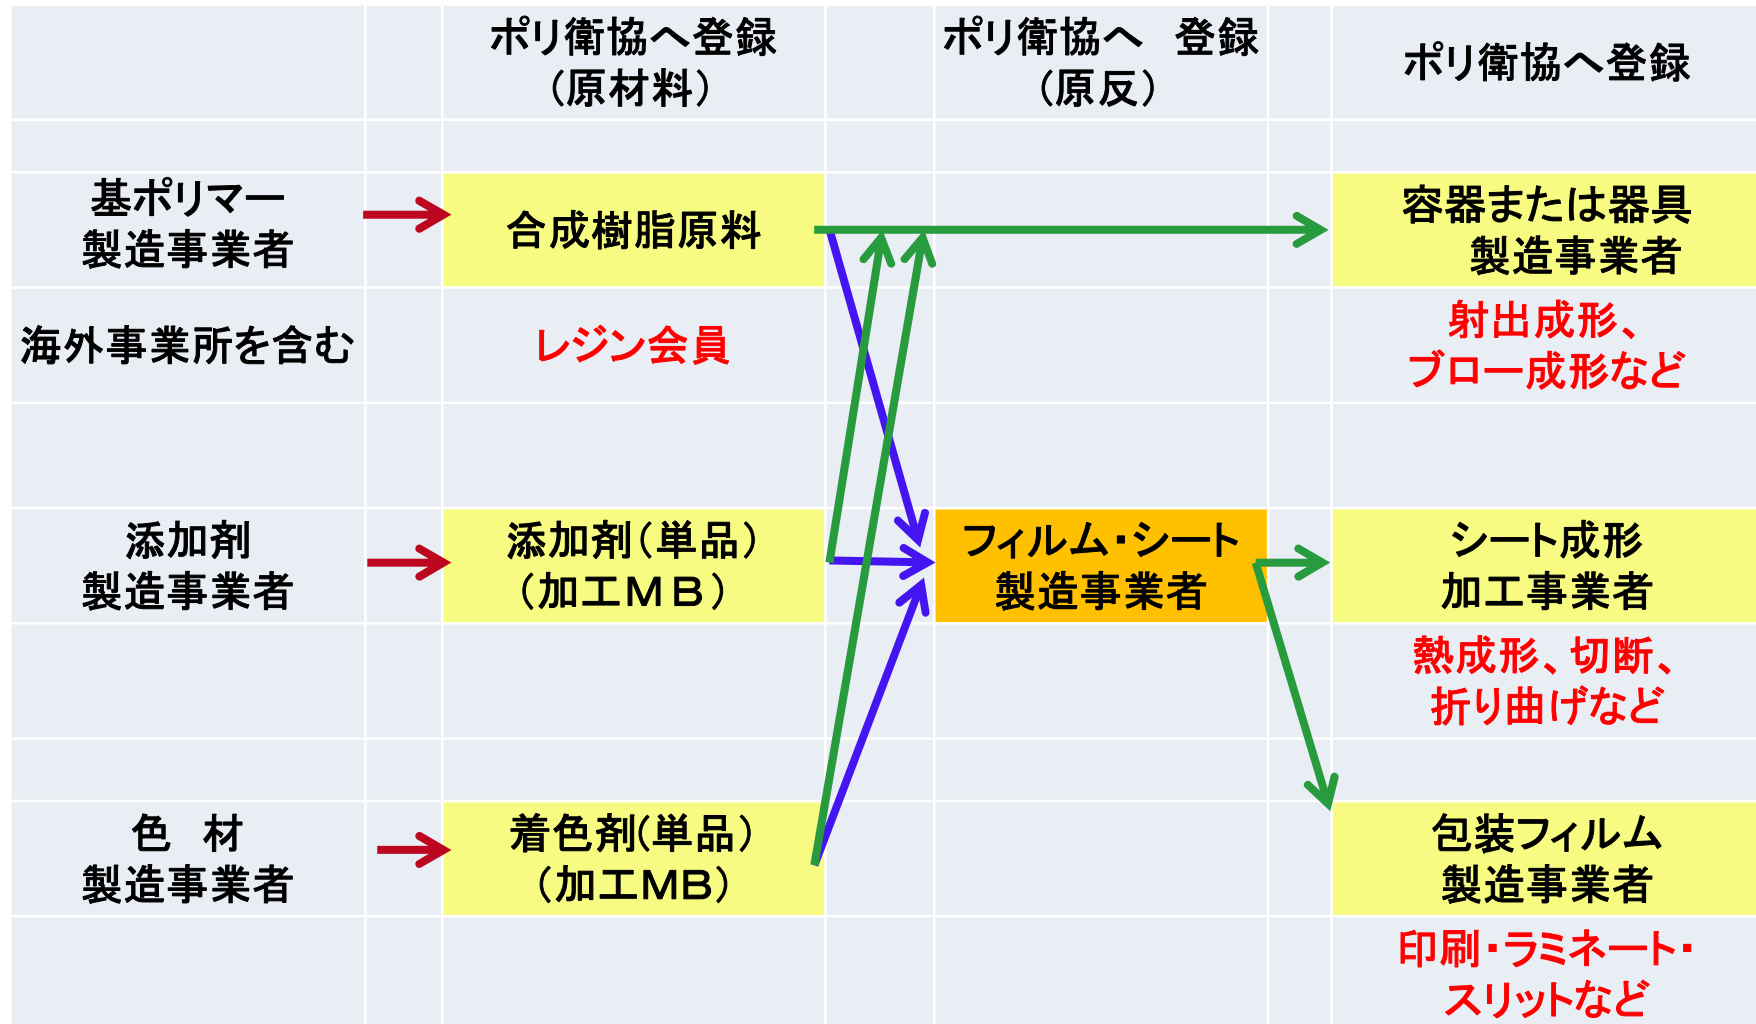 ポリ衛協へ登録
（原材料）
ポリ衛協へ　登録
（原反）
ポリ衛協へ登録
基ポリマー
製造事業者
合成樹脂原料
容器または器具
製造事業者
海外事業所を含む
レジン会員
射出成形、
ブロー成形など
添加剤
製造事業者
添加剤（単品）
（加工ＭＢ）
フィルム・シート
製造事業者
シート成形
加工事業者
熱成形、切断、
折り曲げなど
色　材
製造事業者
着色剤(単品）
（加工MB）
包装フィルム
製造事業者
印刷・ラミネート・
スリットなど